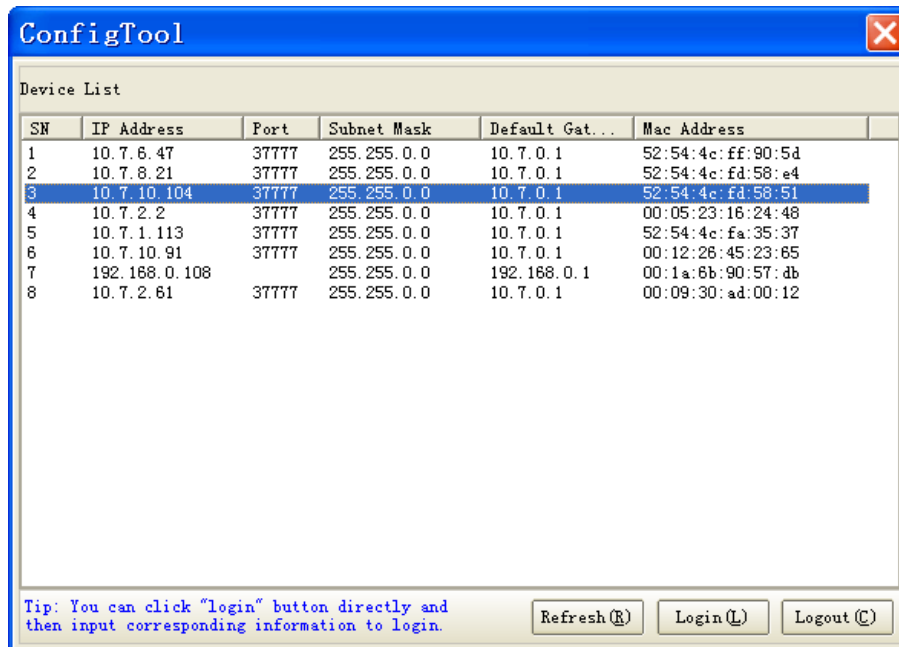 ConfigTool
Device List
SN IP Address Port Subnet Mask Default Gat... Mac Address
1 10.7.6.47 37777 255.255.0.0 10.7.0.1 52:54:4c:ff:90:5d
2 10.7.8.21 37777 255.255.0.0 10.7.0.1 52:54:4c:fd:58:e4
3 10.7.10.104 37777 255.255.0.0 10.7.0.1 52:54:4c:fd:58:51
4 10.7.2.2 37777 255.255.0.0 10.7.0.1 00:05:23:16:24:48
5 10.7.1.113 37777 255.255.0.0 10.7.0.1 52:54:4c:fa:35:37
6 10.7.10.91 37777 255.255.0.0 10.7.0.1 00:12:26:45:23:65
7 192.168.0.108 255.255.0.0 192.168.0.1 00:1a:6b:90:57:db
8 10.7.2.61 37777 255.255.0.0 10.7.0.1 00:09:30:ad:00:12
Tip: You can click "login" button directly and
then input corresponding information to login.
Refresh(R) Login(L) Logout(C)